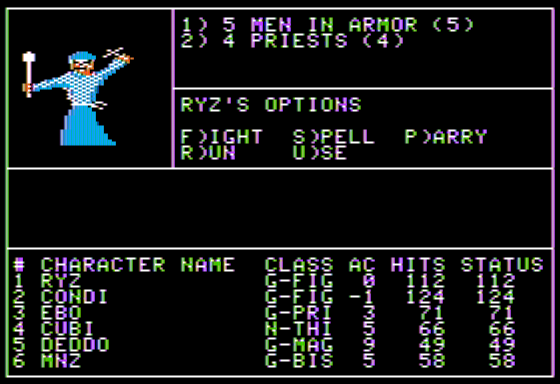 1) 5 MEN IN ARMOR (5)
2) 4 PRIESTS (4)
RYZ'S OPTIONS
F)IGHT S)PELL P)ARRY
R)UN U)SE
# CHARACTER NAME CLASS AC HITS STATUS
1 RYZ G-FIG 0 112 112
2 CONDI G-FIG -1 124 124
3 EBO G-PRI 3 71 71
4 CUBI N-THI 5 66 66
5 DEDDO G-MAG 9 49 49
6 MNZ G-BIS 5 58 58